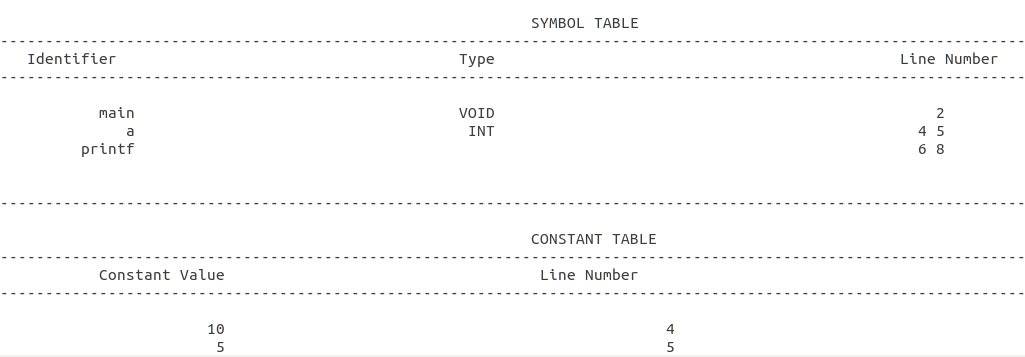 SYMBOL TABLE
Identifier Type Line Number
main VOID 2
a INT 4 5
printf 6 8
CONSTANT TABLE
Constant Value Line Number
10 4
5 5